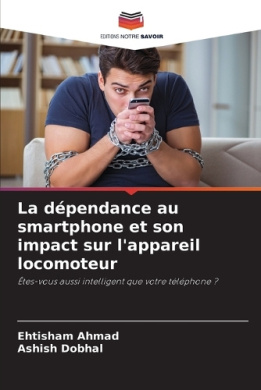 EDITIONS NOTRE SAVOIR
La dépendance au
smartphone et son
impact sur l'appareil
locomoteur
Êtes-vous aussi intelligent que votre téléphone ?
Ehtisham Ahmad
Ashish Dobhal